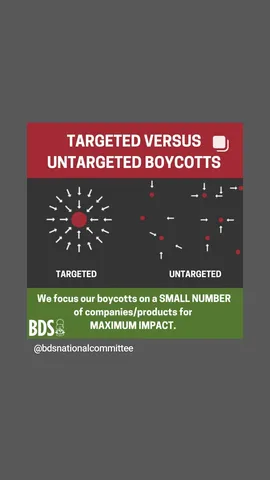 TARGETED VERSUS
UNTARGETED BOYCOTTS
TARGETED
UNTARGETED
We focus our boycotts on a SMALL NUMBER
of companies/products for
MAXIMUM IMPACT.
BDS
@bdsnationalcommittee